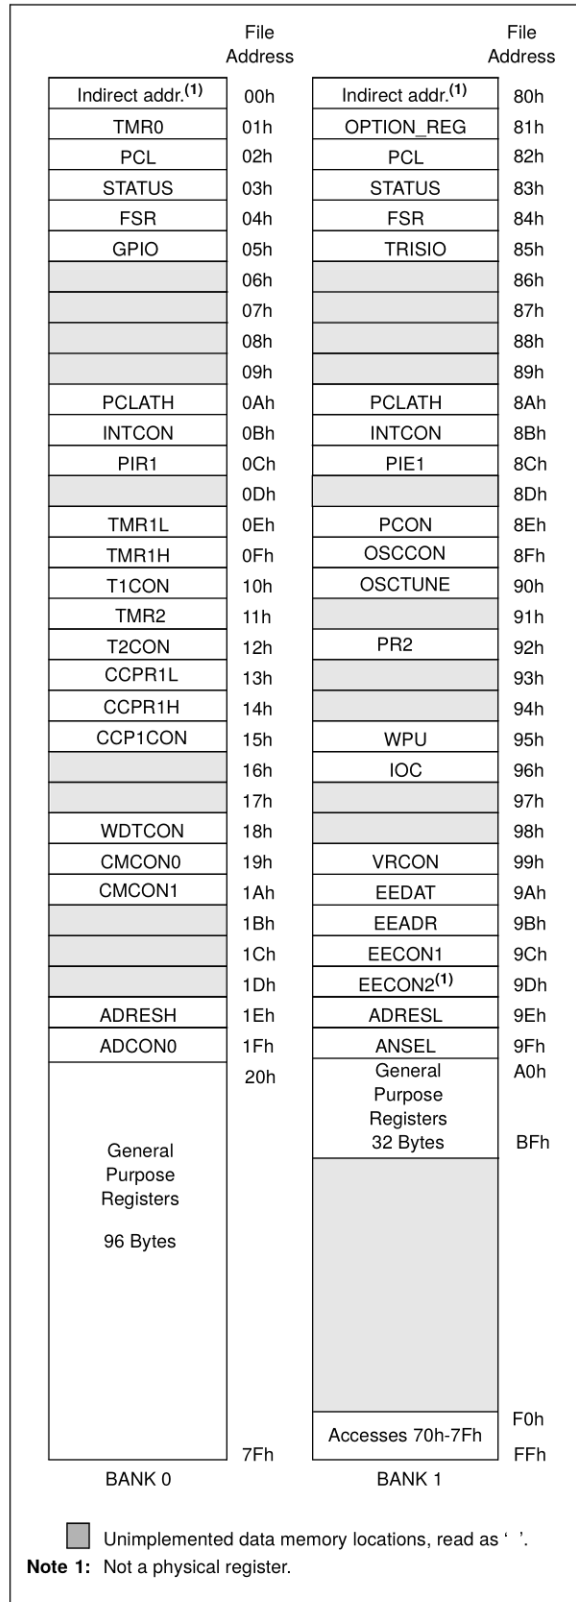 File
Address
File
Address
Indirect addr.(1) 00h Indirect addr.(1) 80h
TMR0 01h OPTION_REG 81h
PCL 02h PCL 82h
STATUS 03h STATUS 83h
FSR 04h FSR 84h
GPIO 05h TRISIO 85h
06h 86h
07h 87h
08h 88h
09h 89h
PCLATH 0Ah PCLATH 8Ah
INTCON 0Bh INTCON 8Bh
PIR1 0Ch PIE1 8Ch
0Dh 8Dh
TMR1L 0Eh PCON 8Eh
TMR1H 0Fh OSCCON 8Fh
T1CON 10h OSCTUNE 90h
TMR2 11h 91h
T2CON 12h PR2 92h
CCPR1L 13h 93h
CCPR1H 14h 94h
CCP1CON 15h WPU 95h
16h IOC 96h
17h 97h
WDTCON 18h 98h
CMCON0 19h VRCON 99h
CMCON1 1Ah EEDAT 9Ah
1Bh EEADR 9Bh
1Ch EECON1 9Ch
1Dh EECON2(1) 9Dh
ADRESH 1Eh ADRESL 9Eh
ADCON0 1Fh ANSEL 9Fh
20h
General
Purpose
Registers
96 Bytes
7Fh
General
Purpose
Registers
32 Bytes
A0h
BFh
F0h
Accesses 70h-7Fh
FFh
BANK 0 BANK 1
Unimplemented data memory locations, read as ‘ ’.
Note 1: Not a physical register.